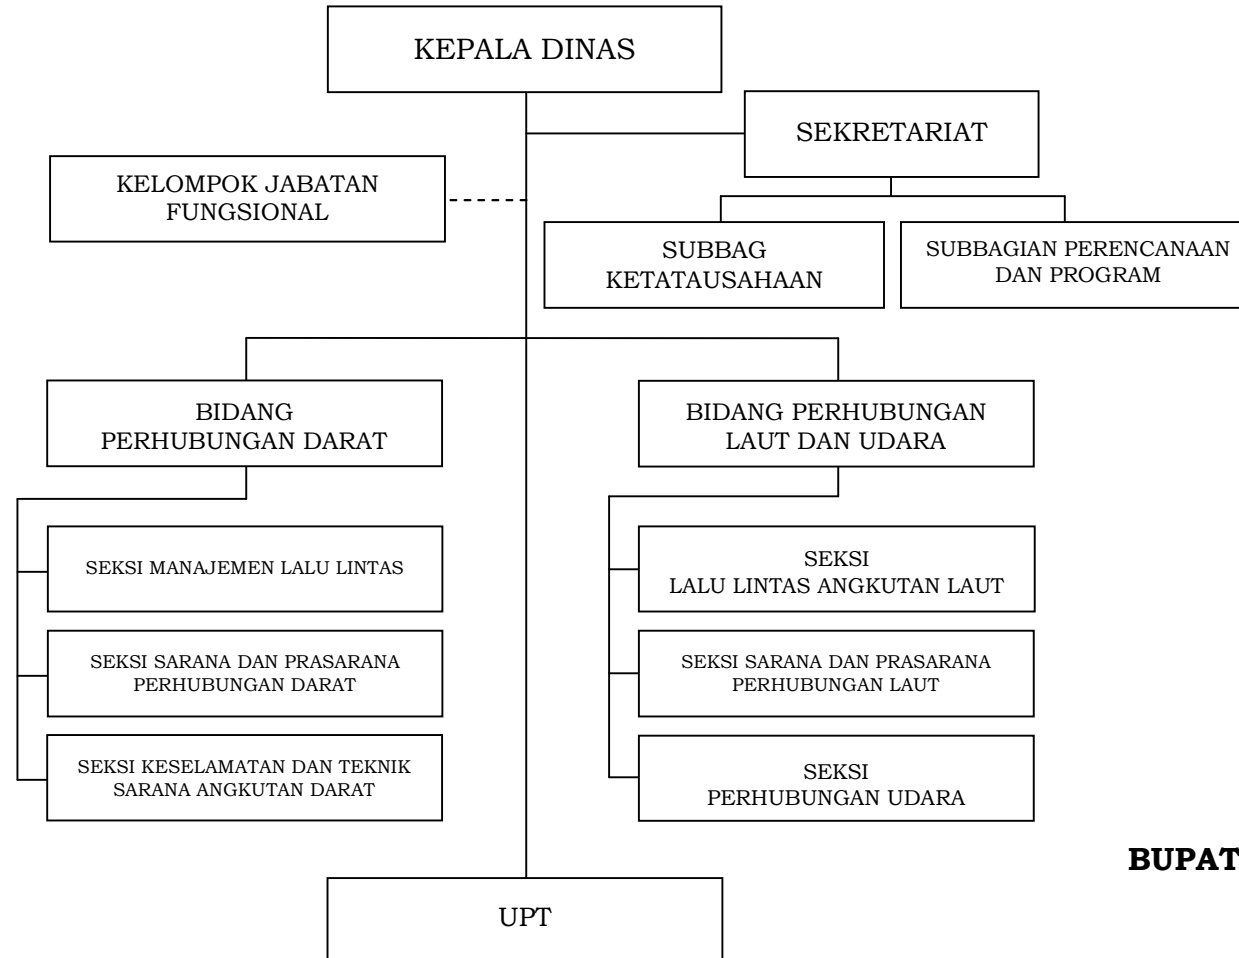 KEPALA DINAS
SEKRETARIAT
KELOMPOK JABATAN
FUNGSIONAL
SUBBAG
KETATAUSAHAAN
SUBBAGIAN PERENCANAAN
DAN PROGRAM
BIDANG
PERHUBUNGAN DARAT
BIDANG PERHUBUNGAN
LAUT DAN UDARA
SEKSI MANAJEMEN LALU LINTAS
SEKSI
LALU LINTAS ANGKUTAN LAUT
SEKSI SARANA DAN PRASARANA
PERHUBUNGAN DARAT
SEKSI SARANA DAN PRASARANA
PERHUBUNGAN LAUT
SEKSI KESELAMATAN DAN TEKNIK
SARANA ANGKUTAN DARAT
SEKSI
PERHUBUNGAN UDARA
BUPAT
UPT